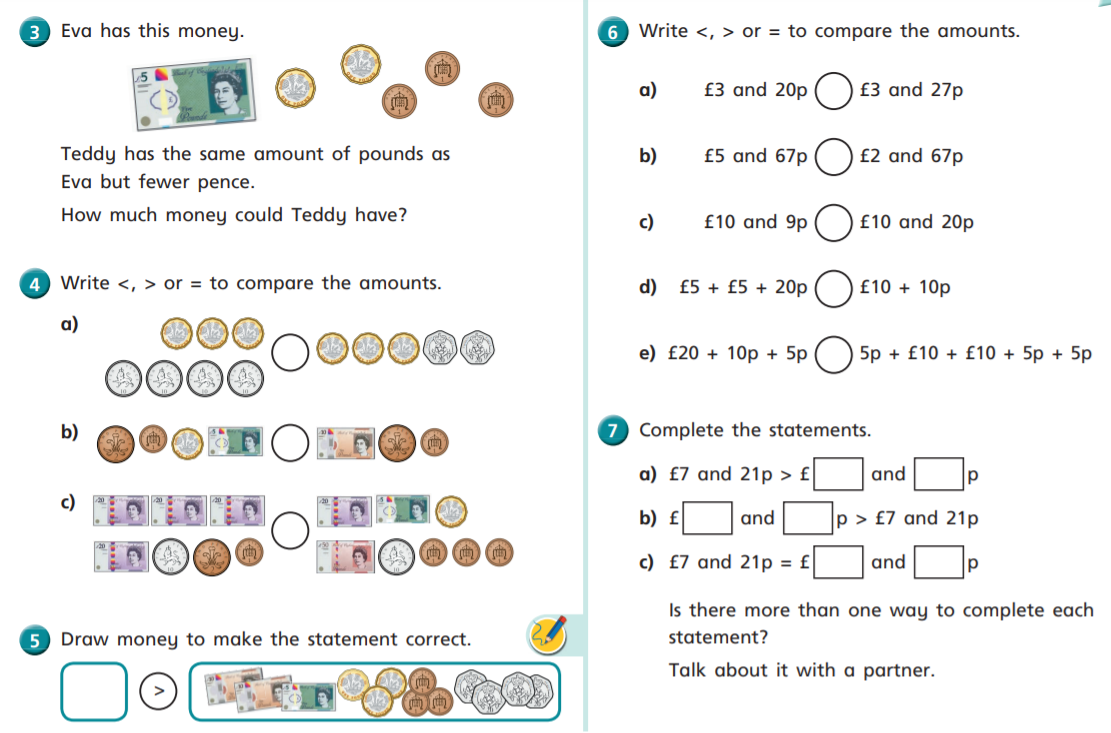 3 Eva has this money.
Teddy has the same amount of pounds as
Eva but fewer pence.
How much money could Teddy have?
4 Write <, > or = to compare the amounts.
a)
b)
c)
5 Draw money to make the statement correct.
>
6 Write <, > or = to compare the amounts.
a) £3 and 20p £3 and 27p
b) £5 and 67p £2 and 67p
c) £10 and 9p £10 and 20p
d) £5 + £5 + 20p £10 + 10p
e) £20 + 10p + 5p 5p + £10 + £10 + 5p + 5p
7 Complete the statements.
a) £7 and 21p > £ and p
b) £ and p > £7 and 21p
c) £7 and 21p = £ and p
Is there more than one way to complete each
statement?
Talk about it with a partner.